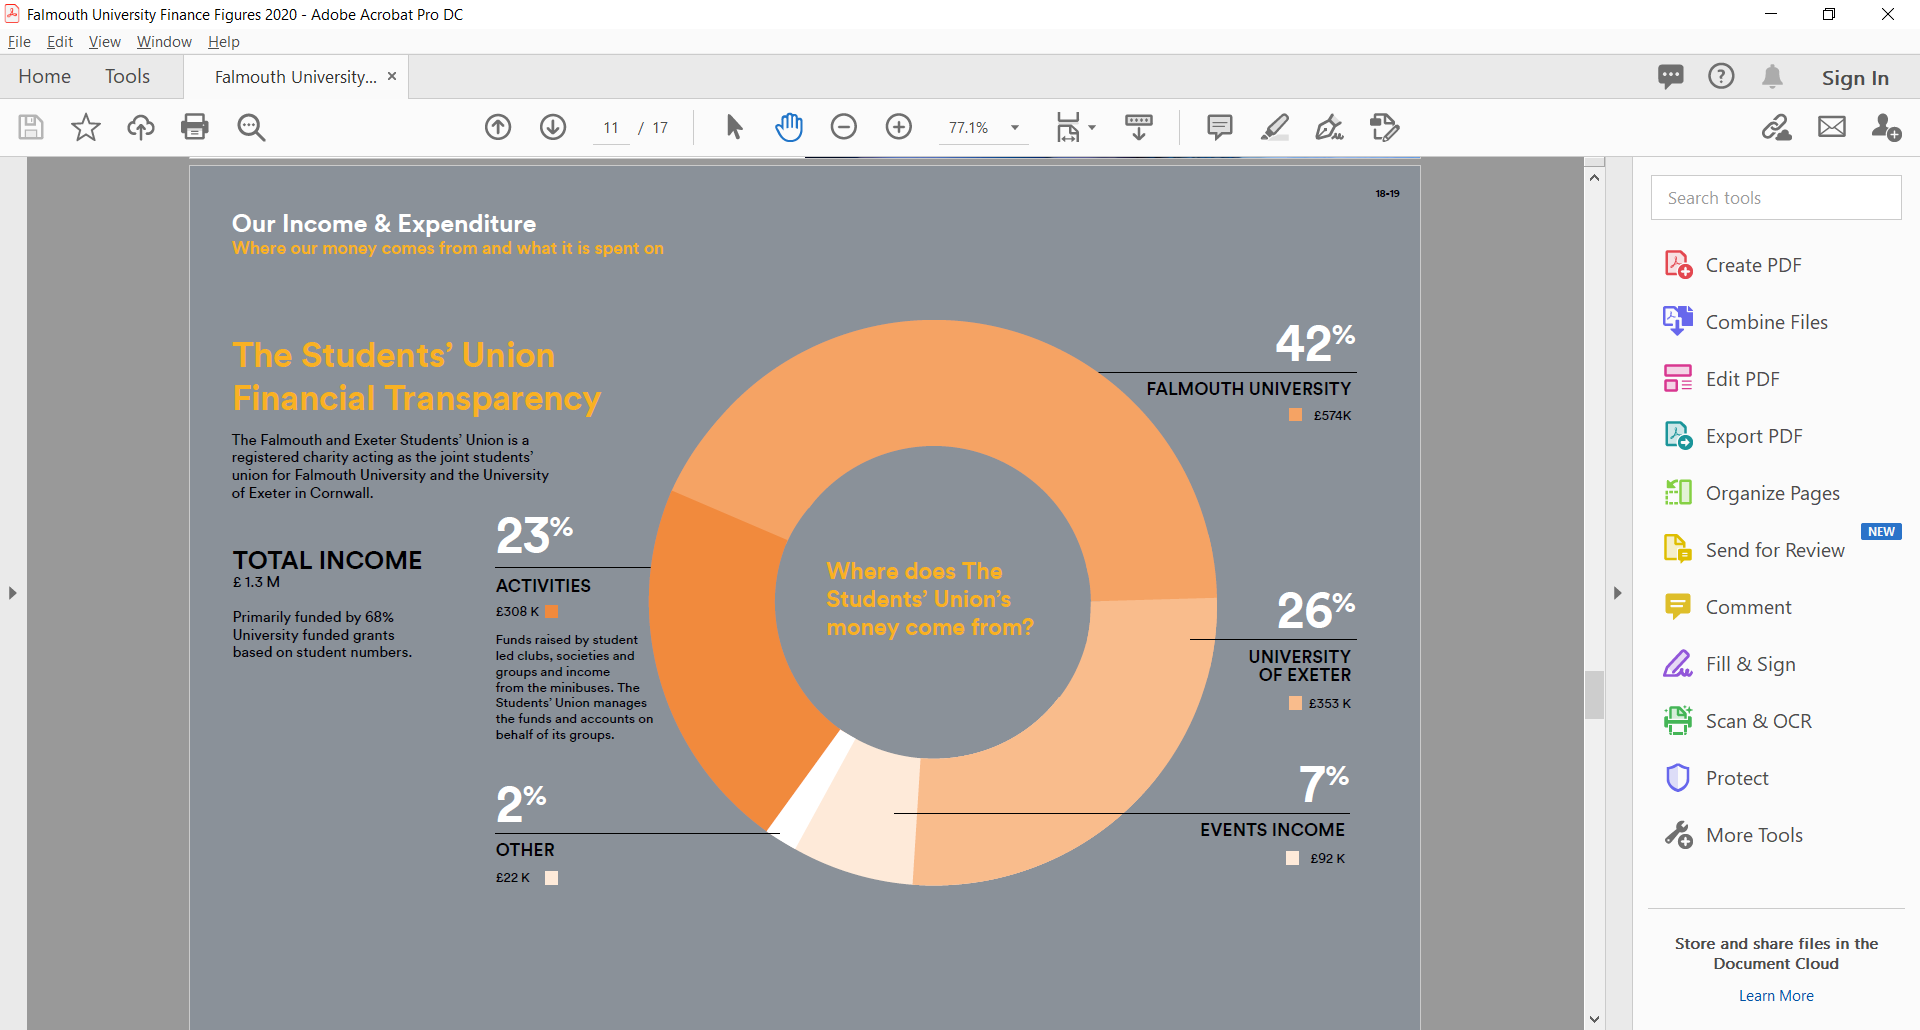 Falmouth University Finance Figures 2020 - Adobe Acrobat Pro DC
File Edit View Window Help
Home Tools Falmouth University... × Sign In
11 / 17 77.1%
18-19
Our Income & Expenditure
Where our money comes from and what it is spent on
The Students’ Union
Financial Transparency
The Falmouth and Exeter Students’ Union is a
registered charity acting as the joint students’
union for Falmouth University and the University
of Exeter in Cornwall.
TOTAL INCOME
£ 1.3 M
Primarily funded by 68%
University funded grants
based on student numbers.
23%
ACTIVITIES
£308 K
Funds raised by student
led clubs, societies and
groups and income
from the minibuses. The
Students’ Union manages
the funds and accounts on
behalf of its groups.
2%
OTHER
£22 K
Where does The
Students’ Union’s
money come from?
42%
FALMOUTH UNIVERSITY
£574K
26%
UNIVERSITY
OF EXETER
£353 K
7%
EVENTS INCOME
£92 K
Search tools
Create PDF
Combine Files
Edit PDF
Export PDF
Organize Pages
NEW
Send for Review
Comment
Fill & Sign
Scan & OCR
Protect
More Tools
Store and share files in the
Document Cloud
Learn More